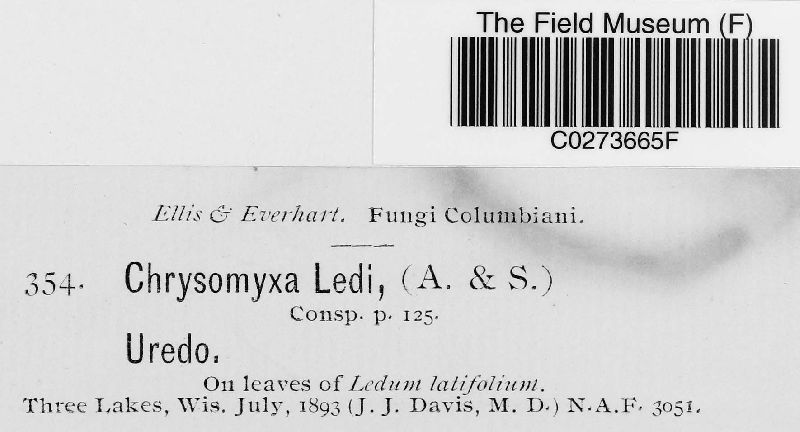 The Field Museum (F)
C0273665F
Ellis & Everhart. Fungi Columbiani.
354. Chrysomyxa Ledi, (A. & S.)
Consp. p. 125.
Uredo.
On leaves of Ledum latifolium.
Three Lakes, Wis. July, 1893 (J. J. Davis, M. D.) N.A.F. 3051.